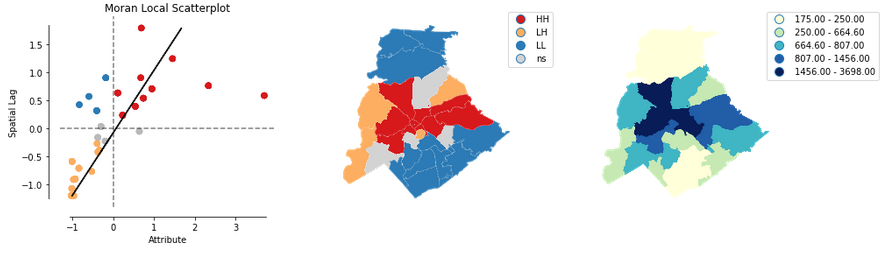 Moran Local Scatterplot
Spatial Lag
1.5
1.0
0.5
0.0
−0.5
−1.0
−1
0
1
2
3
Attribute
HH
LH
LL
ns
175.00 - 250.00
250.00 - 664.60
664.60 - 807.00
807.00 - 1456.00
1456.00 - 3698.00